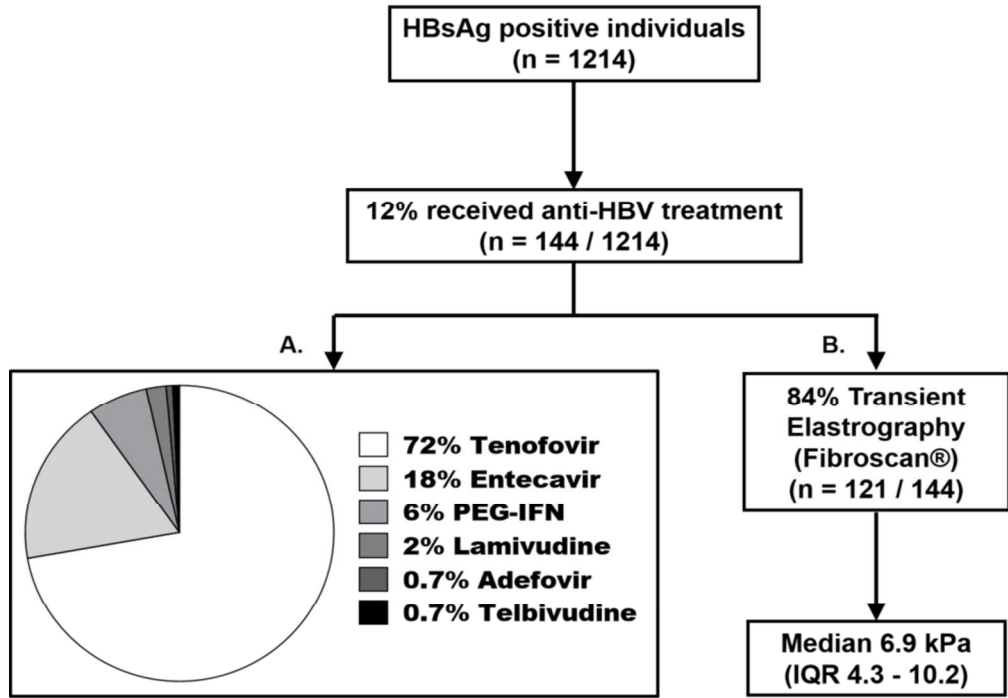 HBsAg positive individuals
(n = 1214)
12% received anti-HBV treatment
(n = 144 / 1214)
A.
72% Tenofovir
18% Entecavir
6% PEG-IFN
2% Lamivudine
0.7% Adefovir
0.7% Telbivudine
B.
84% Transient
Elastrography
(Fibroscan®)
(n = 121 / 144)
Median 6.9 kPa
(IQR 4.3 - 10.2)